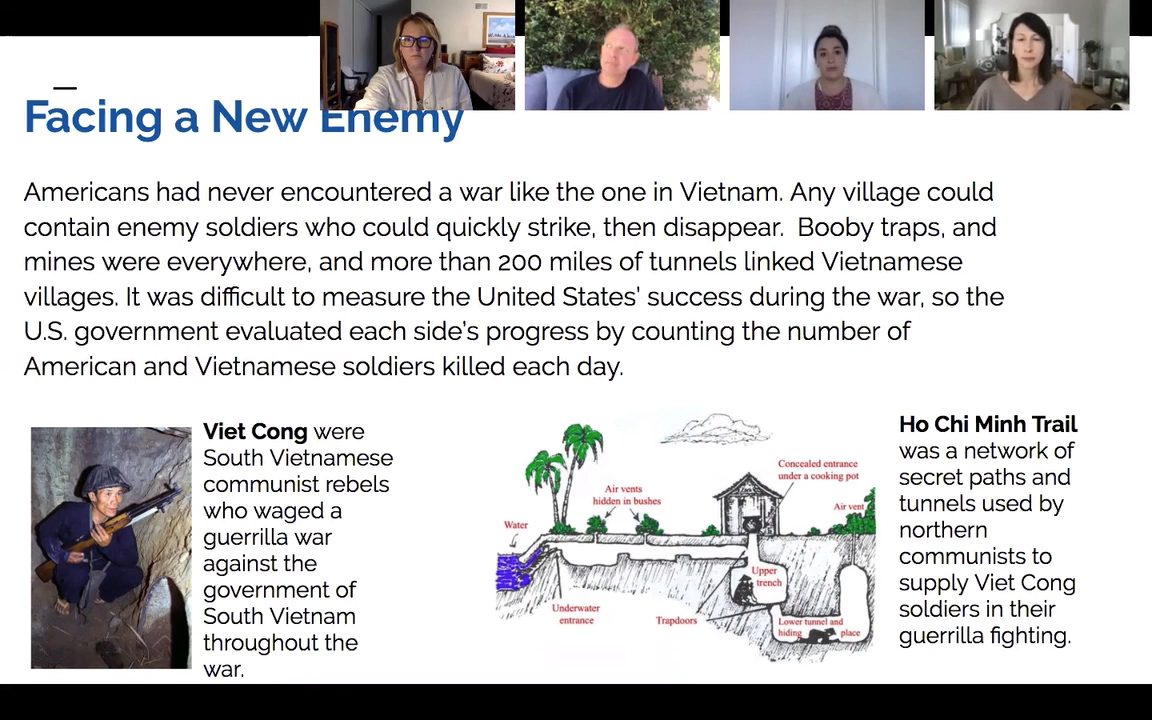 Facing a New Enemy
Americans had never encountered a war like the one in Vietnam. Any village could
contain enemy soldiers who could quickly strike, then disappear.  Booby traps, and
mines were everywhere, and more than 200 miles of tunnels linked Vietnamese
villages. It was difficult to measure the United States' success during the war, so the
U.S. government evaluated each side's progress by counting the number of
American and Vietnamese soldiers killed each day.
Viet Cong were
South Vietnamese
communist rebels
who waged a
guerrilla war
against the
government of
South Vietnam
throughout the
war.
Concealed entrance
under a cooking pot
Air vents
hidden in bushes
Air vent
Water
Upper
trench
Underwater
entrance
Trapdoors
Lower tunnel and
hiding place
Ho Chi Minh Trail
was a network of
secret paths and
tunnels used by
northern
communists to
supply Viet Cong
soldiers in their
guerrilla fighting.